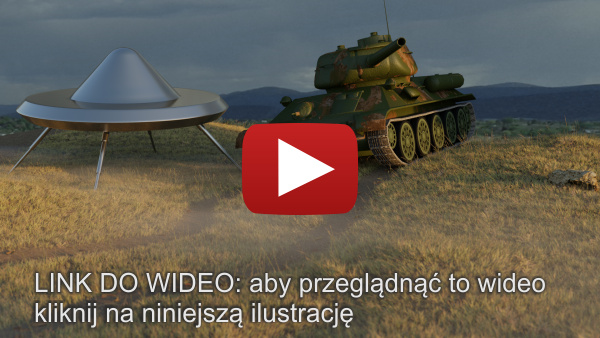 LINK DO WIDEO: aby przeglądnąć to wideo
kliknij na niniejszą ilustrację